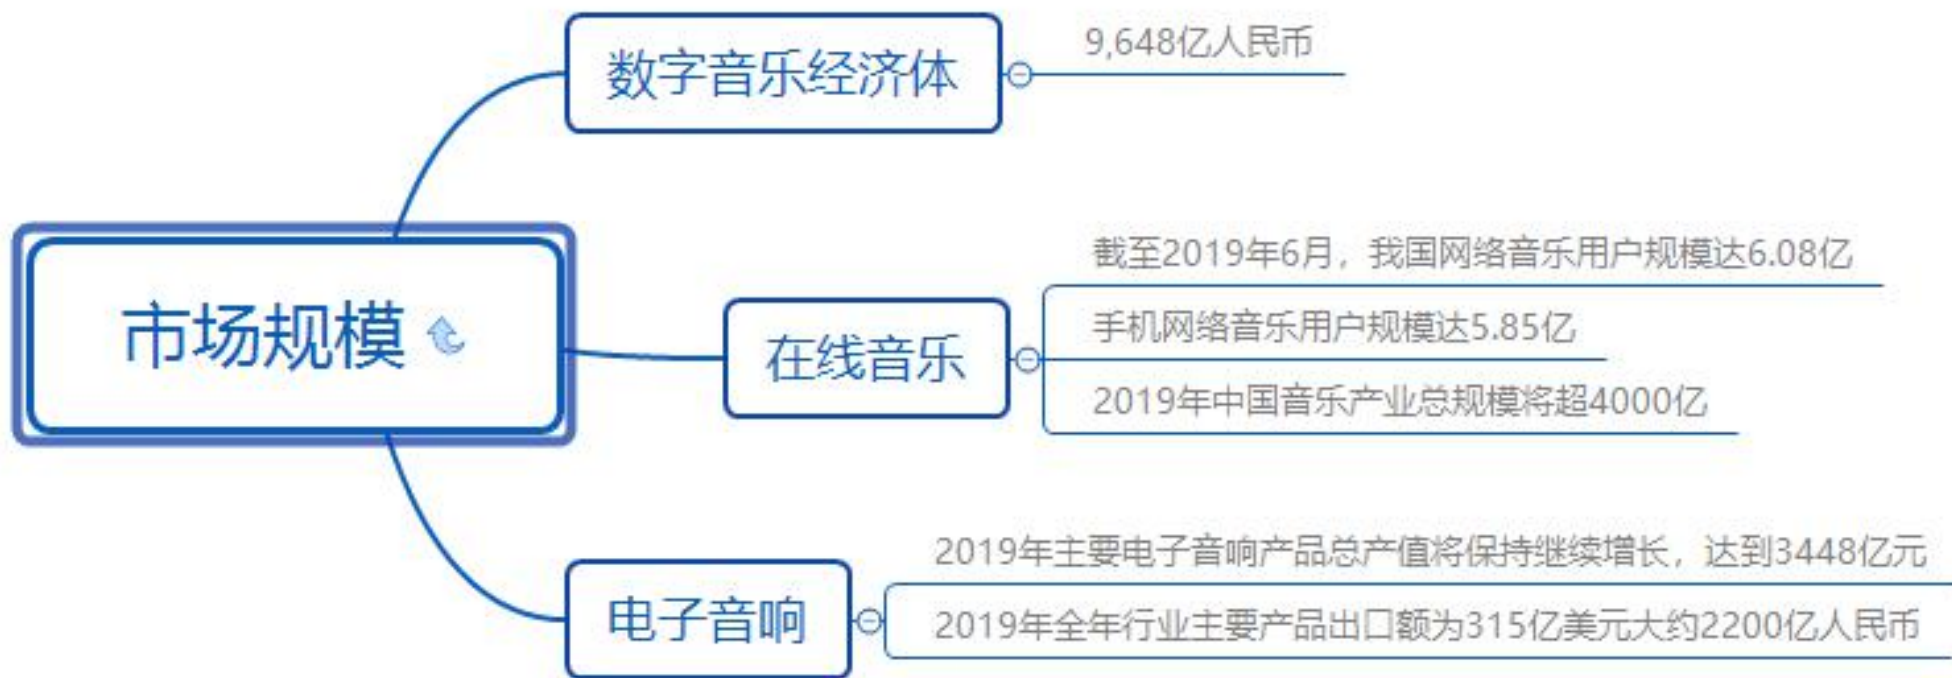 数字音乐经济体
9,648亿人民币
市场规模
在线音乐
截至2019年6月，我国网络音乐用户规模达6.08亿
手机网络音乐用户规模达5.85亿
2019年中国音乐产业总规模将超4000亿
电子音响
2019年主要电子音响产品总产值将保持继续增长，达到3448亿元
2019年全年行业主要产品出口额为315亿美元大约2200亿人民币